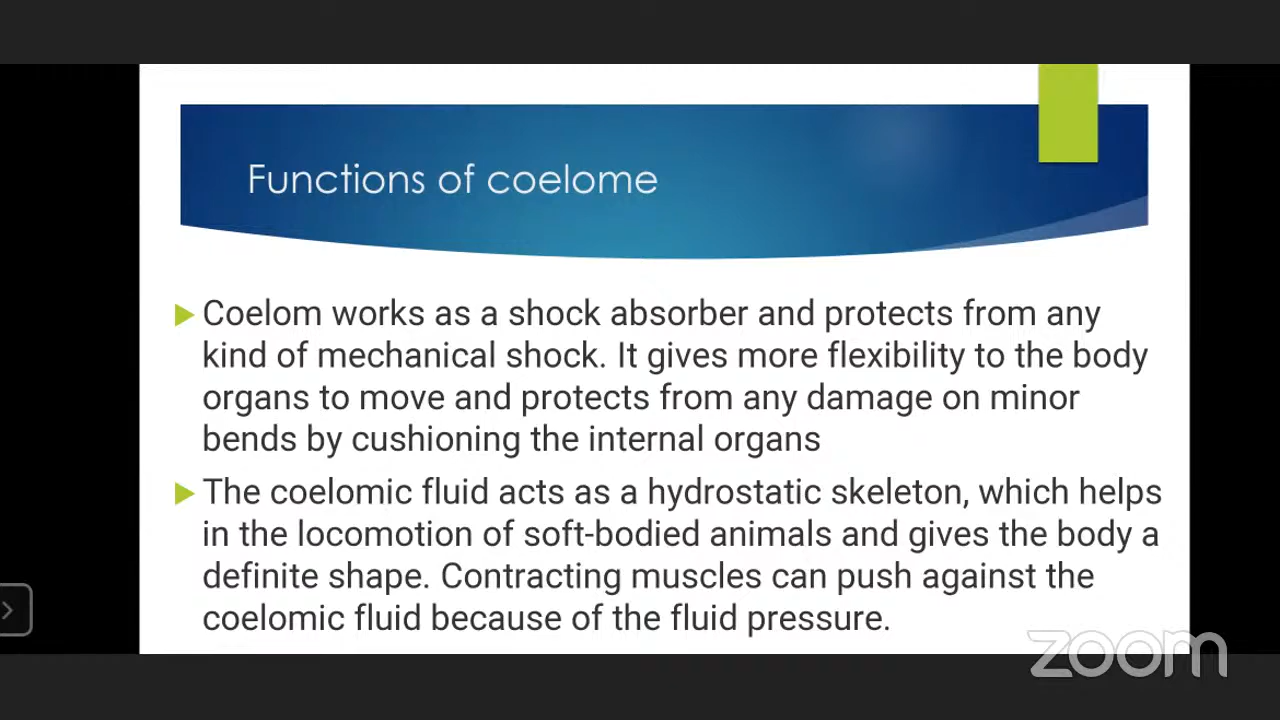 Functions of coelome
Coelom works as a shock absorber and protects from any
kind of mechanical shock. It gives more flexibility to the body
organs to move and protects from any damage on minor
bends by cushioning the internal organs
The coelomic fluid acts as a hydrostatic skeleton, which helps
in the locomotion of soft-bodied animals and gives the body a
definite shape. Contracting muscles can push against the
coelomic fluid because of the fluid pressure.
zoom